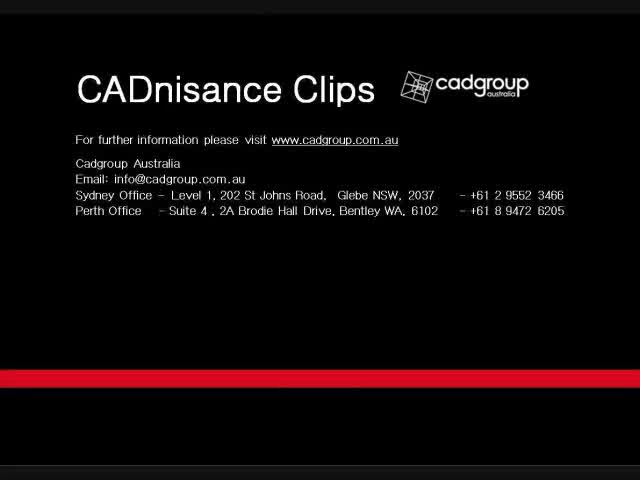 CADnisance Clips
cadgroup
australia
For further information please visit www.cadgroup.com.au
Cadgroup Australia
Email: info@cadgroup.com.au
Sydney Office - Level 1, 202 St Johns Road, Glebe NSW, 2037 - +61 2 9552 3466
Perth Office - Suite 4 , 2A Brodie Hall Drive, Bentley WA, 6102 - +61 8 9472 6205